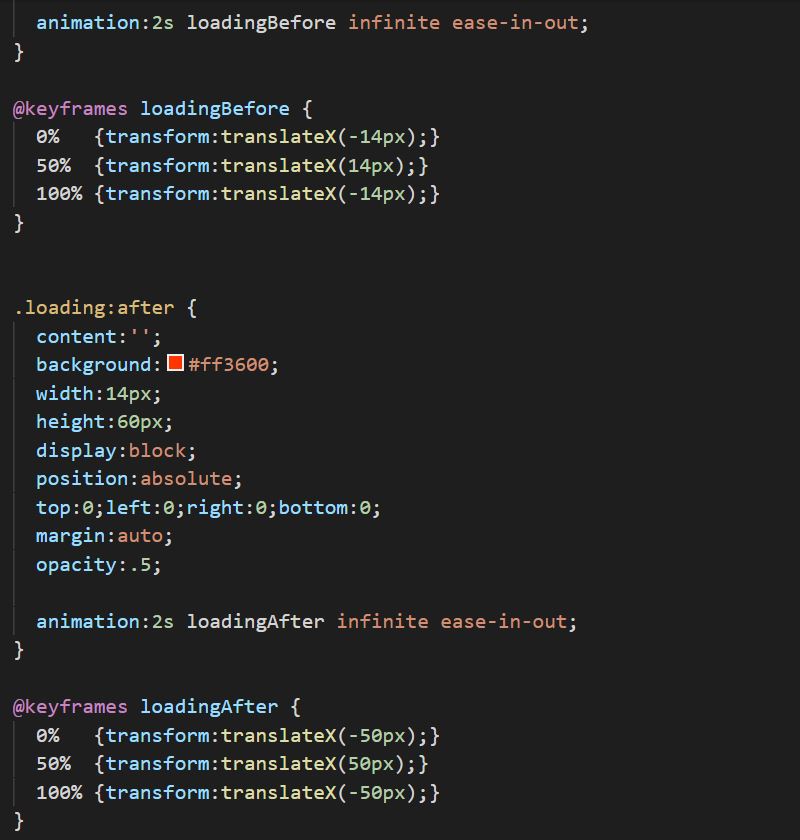 animation:2s loadingBefore infinite ease-in-out;
}
@keyframes loadingBefore {
0%   {transform:translateX(-14px);}
50%  {transform:translateX(14px);}
100% {transform:translateX(-14px);}
}
.loading:after {
content:'';
background:#ff3600;
width:14px;
height:60px;
display:block;
position:absolute;
top:0;left:0;right:0;bottom:0;
margin:auto;
opacity:.5;
animation:2s loadingAfter infinite ease-in-out;
}
@keyframes loadingAfter {
0%   {transform:translateX(-50px);}
50%  {transform:translateX(50px);}
100% {transform:translateX(-50px);}
}